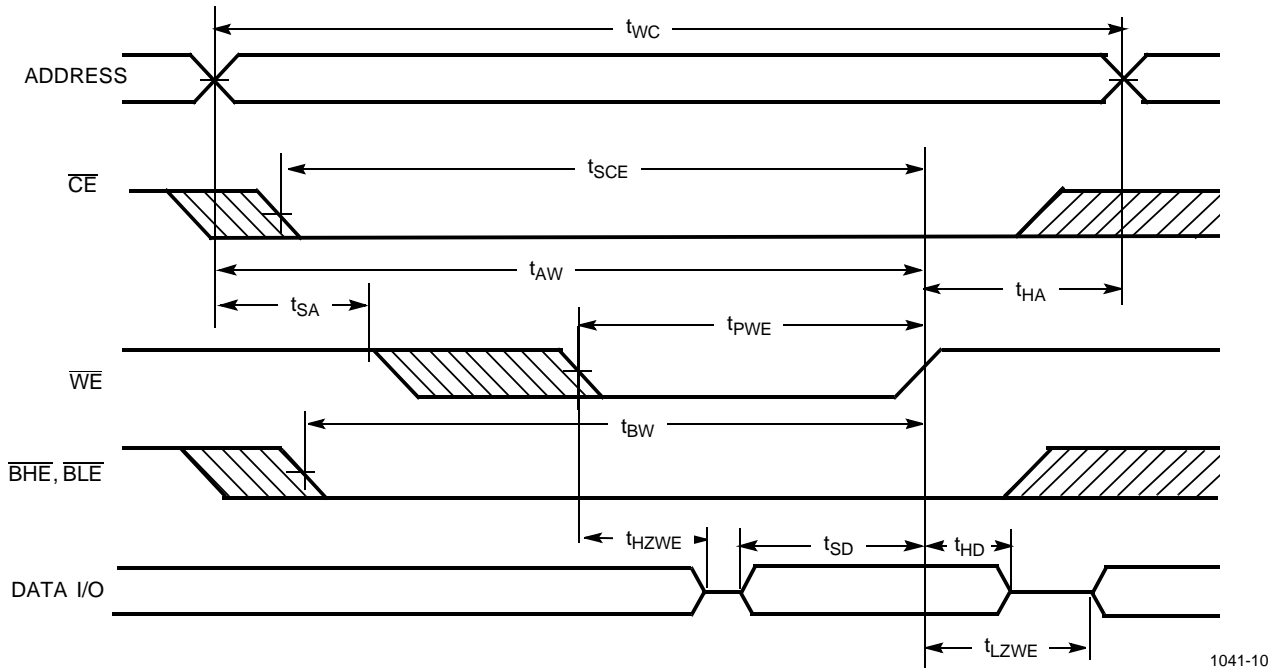 tWC
ADDRESS
tSCE
CE
tAW
tSA
tHA
tPWE
WE
tBW
BHE, BLE
tHZWE
tSD
tHD
DATA I/O
tLZWE
1041-10